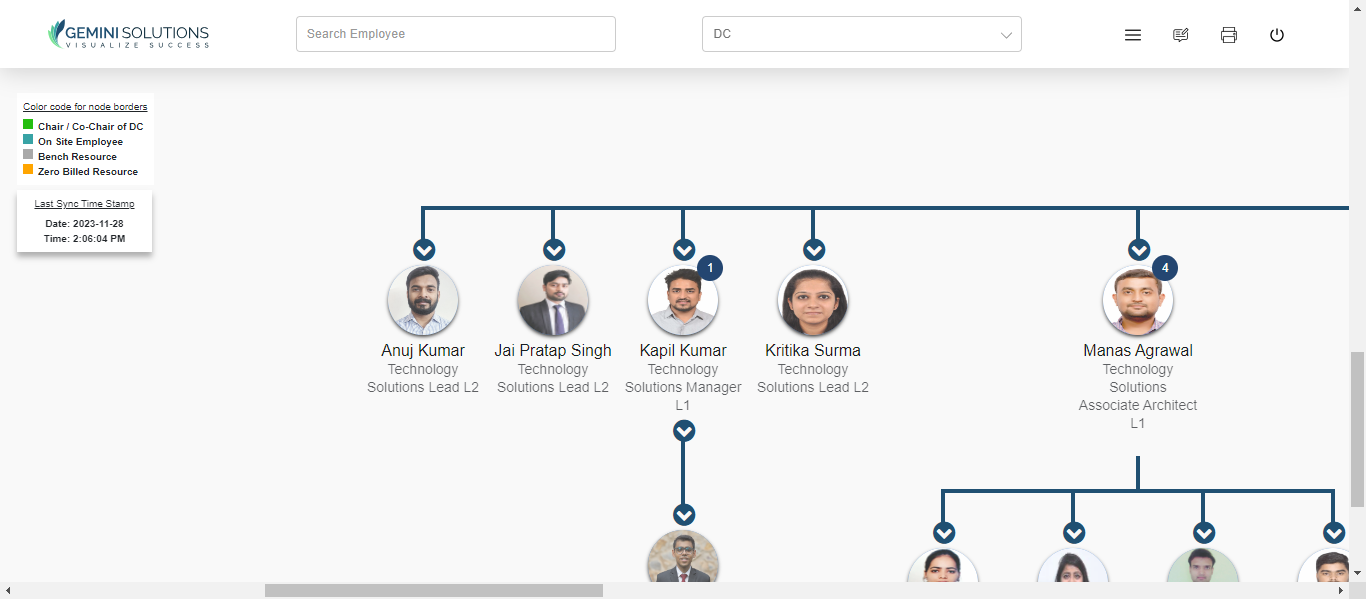 GEMINI SOLUTIONS
VISUALIZE SUCCESS
Search Employee
DC
Color code for node borders
Chair / Co-Chair of DC
On Site Employee
Bench Resource
Zero Billed Resource
Last Sync Time Stamp
Date: 2023-11-28
Time: 2:06:04 PM
1
4
Anuj Kumar
Technology
Solutions Lead L2
Jai Pratap Singh
Technology
Solutions Lead L2
Kapil Kumar
Technology
Solutions Manager
L1
Kritika Surma
Technology
Solutions Lead L2
Manas Agrawal
Technology
Solutions
Associate Architect
L1